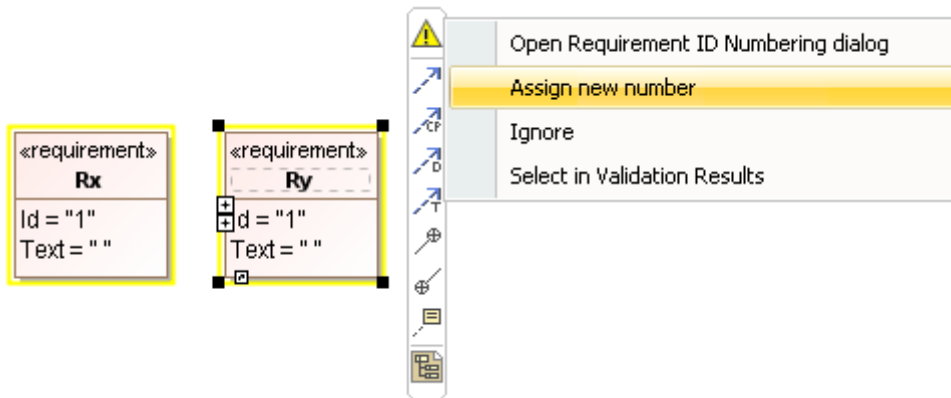 Open Requirement ID Numbering dialog
Assign new number
Ignore
Select in Validation Results
«requirement»
Rx
Id = "1"
Text = " "
«requirement»
Ry
d = "1"
Text = " "
CP
D
T